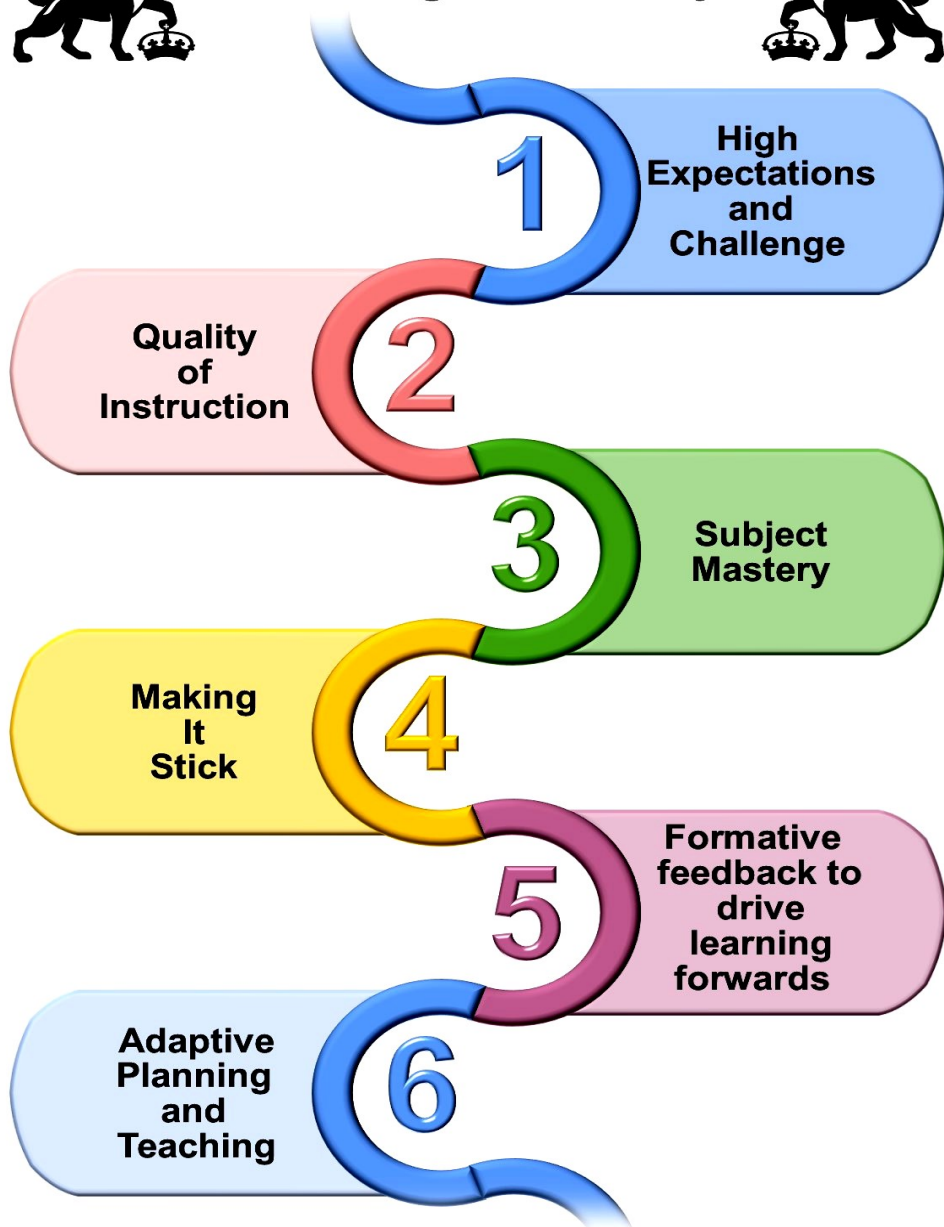 1
High
Expectations
and
Challenge
2
Quality
of
Instruction
3
Subject
Mastery
4
Making
It
Stick
5
Formative
feedback to
drive
learning
forwards
6
Adaptive
Planning
and
Teaching